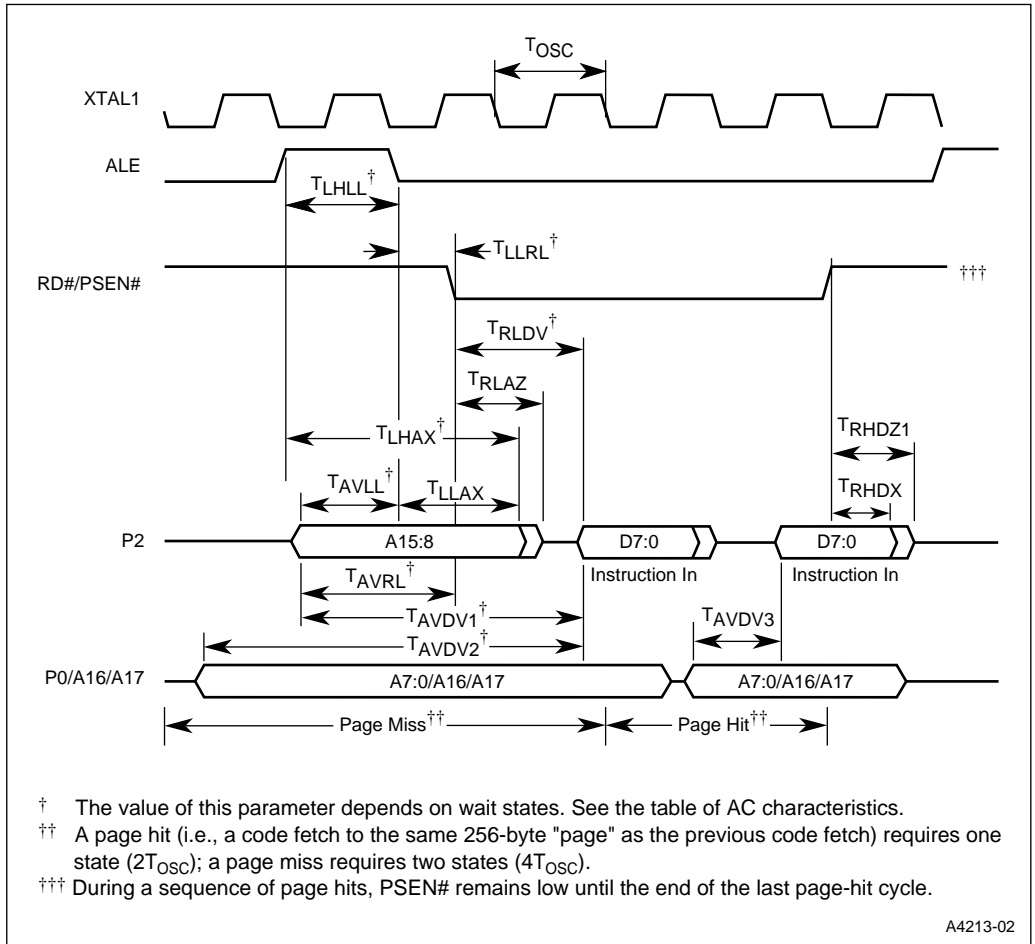 TOSC
XTAL1
ALE
TLHLL†
TLLRL†
RD#/PSEN#
†††
TRLDV†
TRLAZ
TLHAX†
TRHDZ1
TAVLL†
TLLAX
TRHDX
P2
A15:8
D7:0
D7:0
Instruction In
Instruction In
TAVRL†
TAVDV1†
TAVDV3
TAVDV2†
P0/A16/A17
A7:0/A16/A17
A7:0/A16/A17
Page Miss††
Page Hit††
† The value of this parameter depends on wait states. See the table of AC characteristics.
†† A page hit (i.e., a code fetch to the same 256-byte "page" as the previous code fetch) requires one
state (2TOSC); a page miss requires two states (4TOSC).
††† During a sequence of page hits, PSEN# remains low until the end of the last page-hit cycle.
A4213-02